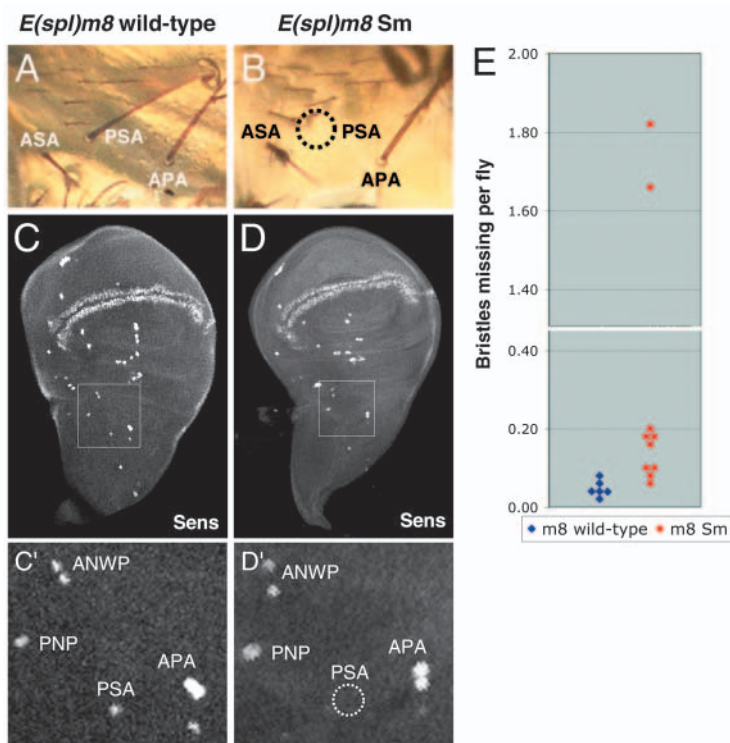 E(spl)m8 wild-type
E(spl)m8 Sm
A
ASA
PSA
APA
B
ASA
PSA
APA
C
Sens
D
Sens
C'
ANWP
PNP
PSA
APA
D'
ANWP
PNP
PSA
APA
E
Bristles missing per fly
2.00
1.80
1.60
1.40
0.40
0.20
0.00
m8 wild-type
m8 Sm